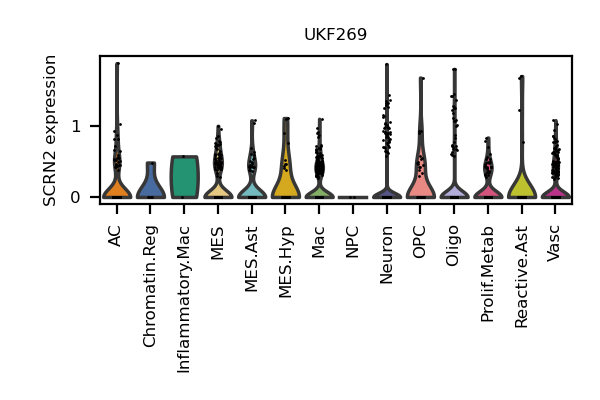 UKF269
SCRN2 expression
1
0
AC
Chromatin.Reg
Inflammatory.Mac
MES
MES.Ast
MES.Hyp
Mac
NPC
Neuron
OPC
Oligo
Prolif.Metab
Reactive.Ast
Vasc